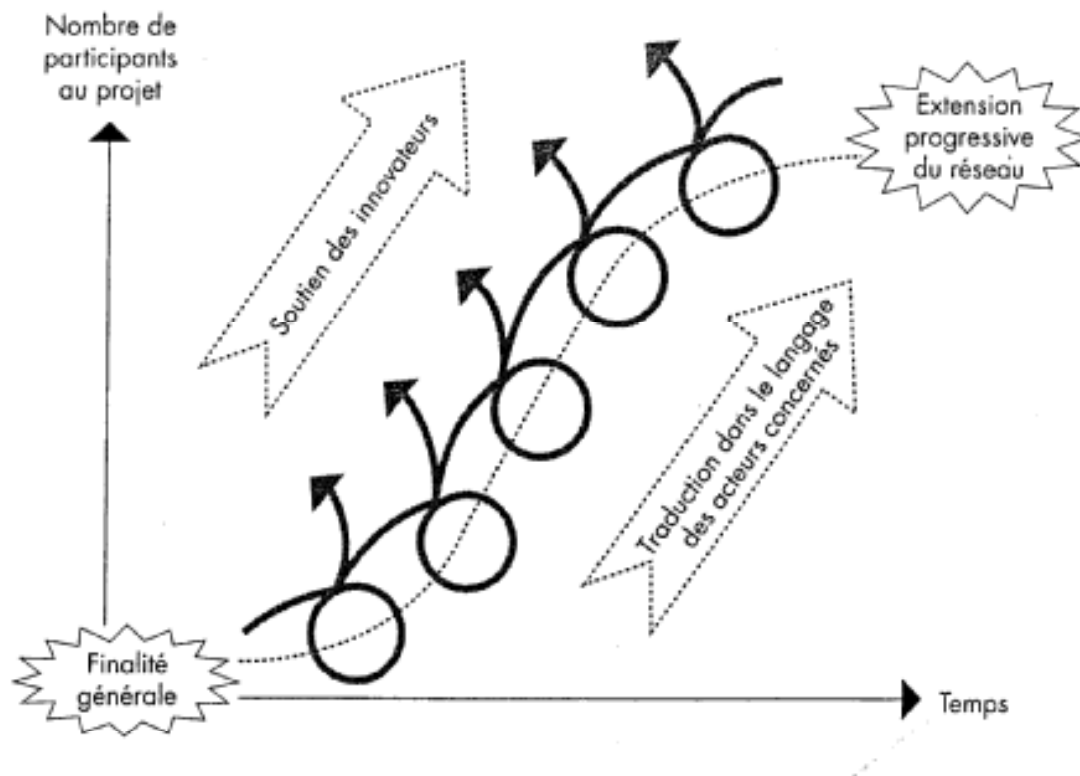 Nombre de
participants
au projet
Soutien des innovateurs
Extension
progressive
du réseau
Traduction dans le langage
des acteurs concernés
Finalité
générale
Temps